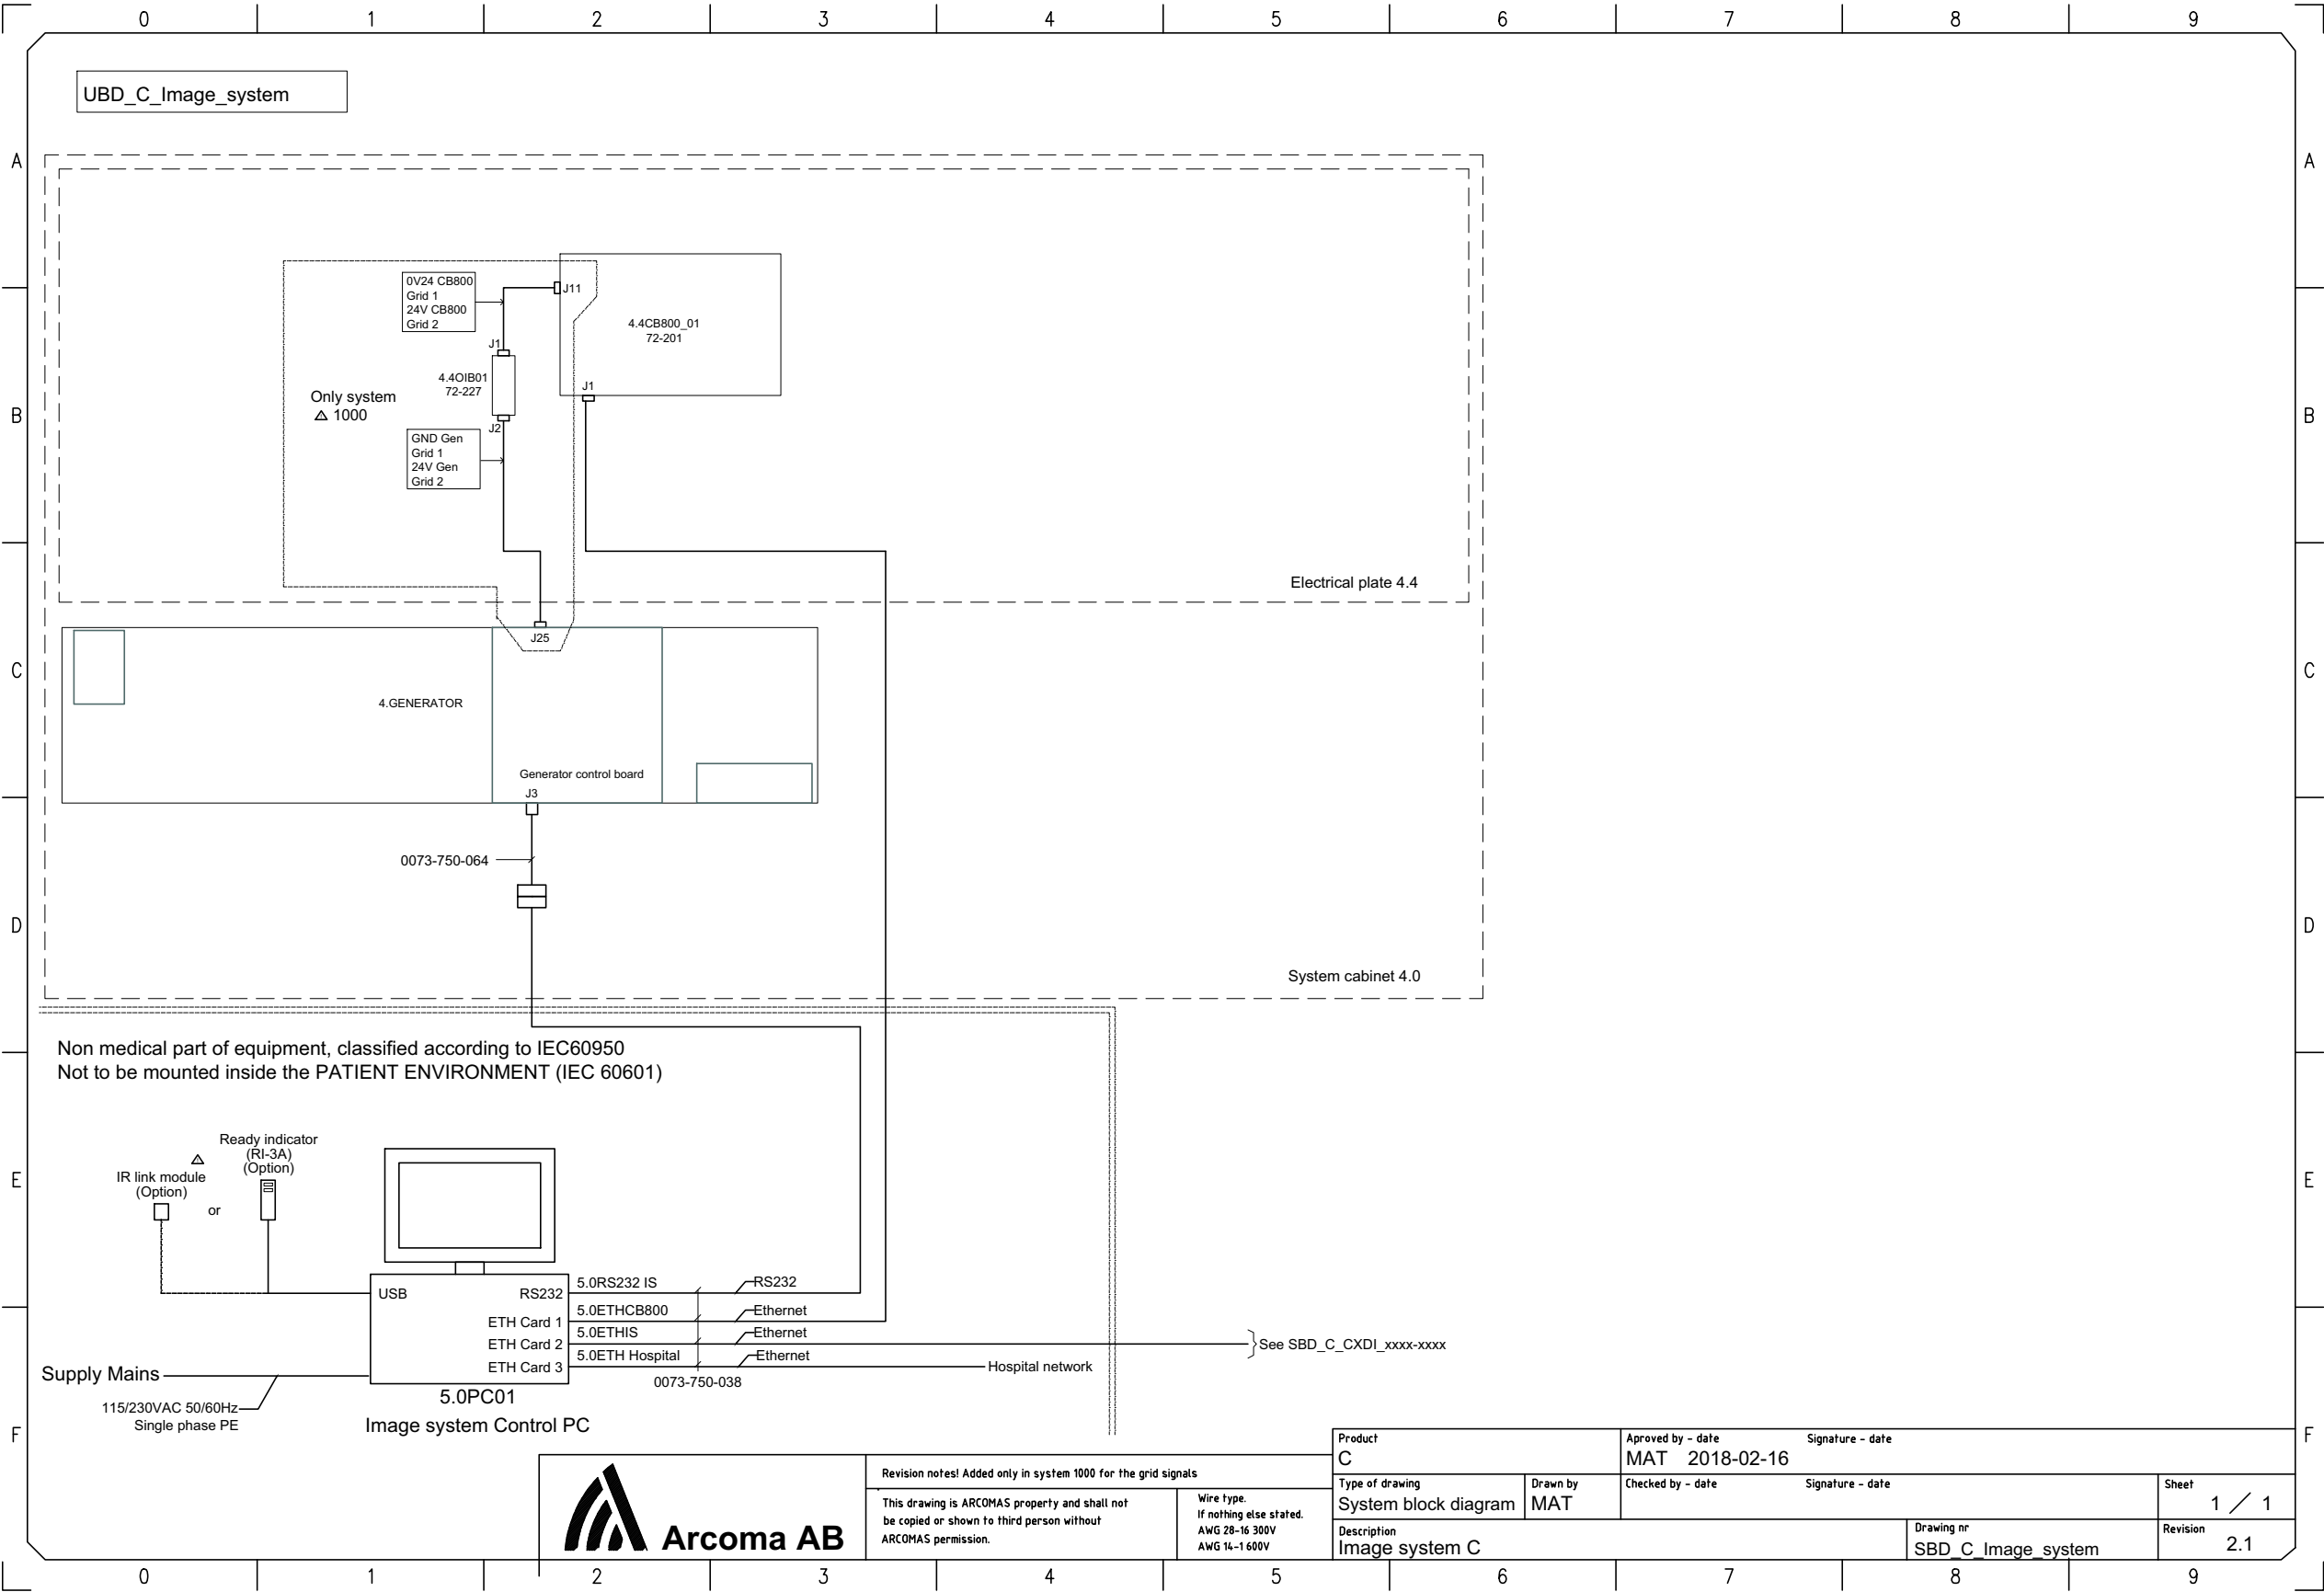 0 1 2 3 4 5 6 7 8 9
UBD_C_Image_system
A A
0V24 CB800
Grid 1
24V CB800
Grid 2
J11
4.4CB800_01
72-201
J1
4.4OIB01
72-227
J1
Only system
1000
B B
J2
GND Gen
Grid 1
24V Gen
Grid 2
Electrical plate 4.4
J25
C C
4.GENERATOR
Generator control board
J3
0073-750-064
D D
System cabinet 4.0
Non medical part of equipment, classified according to IEC60950
Not to be mounted inside the PATIENT ENVIRONMENT (IEC 60601)
Ready indicator
(RI-3A)
(Option)
IR link module
(Option)
or
E E
USB
RS232
ETH Card 1
ETH Card 2
ETH Card 3
5.0RS232 IS
RS232
5.0ETHCB800
Ethernet
5.0ETHIS
Ethernet
5.0ETH Hospital
Ethernet
See SBD_C_CXDI_xxxx-xxxx
Hospital network
0073-750-038
Supply Mains
115/230VAC 50/60Hz
Single phase PE
5.0PC01
Image system Control PC
F F
Arcoma AB
Revision notes! Added only in system 1000 for the grid signals
This drawing is ARCOMAS property and shall not
be copied or shown to third person without
ARCOMAS permission.
Wire type.
If nothing else stated.
AWG 28-16 300V
AWG 14-1 600V
Product
C
Aproved by - date
Signature - date
MAT 2018-02-16
Type of drawing
System block diagram
Drawn by
MAT
Checked by - date
Signature - date
Sheet
1 / 1
Description
Image system C
Drawing nr
SBD_C_Image_system
Revision
2.1
0 1 2 3 4 5 6 7 8 9